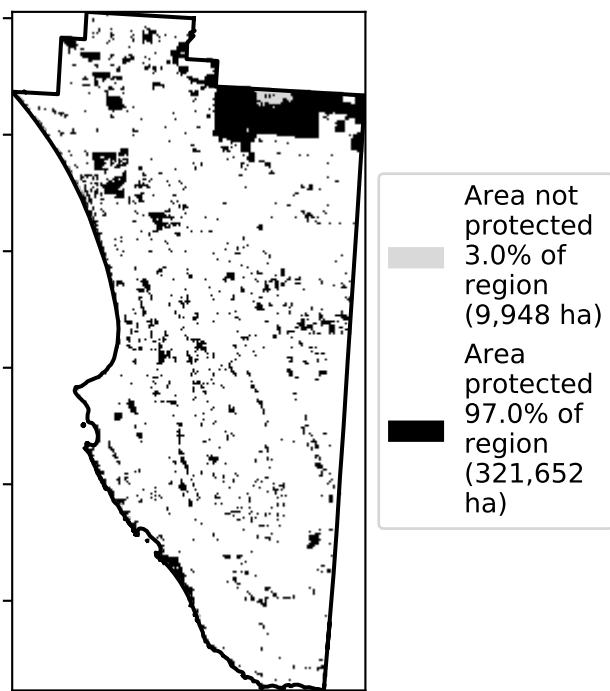 Area not
protected
3.0% of
region
(9,948 ha)
Area
protected
97.0% of
region
(321,652
ha)